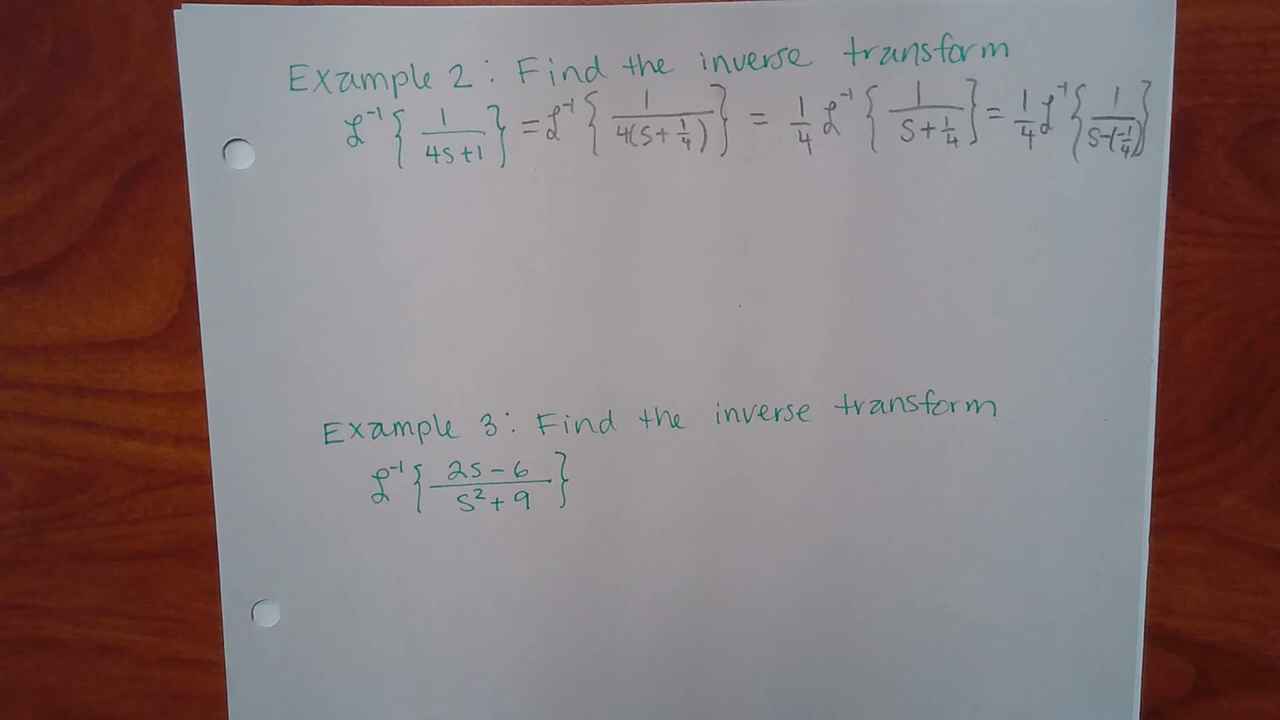 Example 2: Find the inverse transform
ℒ⁻¹{1/(4s+1)} = ℒ⁻¹{1/(4(s+1/4))} = 1/4 ℒ⁻¹{1/(s+1/4)} = 1/4 ℒ⁻¹{1/(s-(-1/4))}
Example 3: Find the inverse transform
ℒ⁻¹{(2s-6)/(s²+9)}